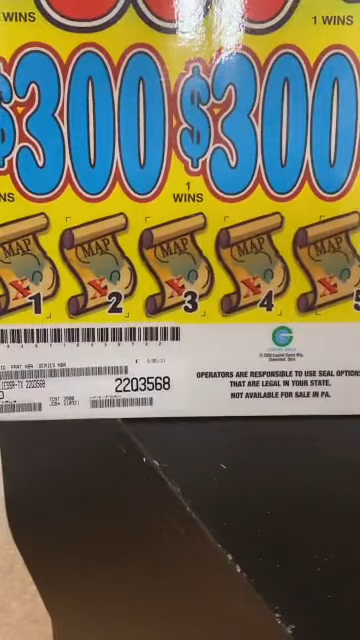 WINS
1
WINS
1 WINS
$300 $300
NS
1
WINS
MAP MAP MAP MAP MAP
1 2 3 4 5
2203568
OPERATORS ARE RESPONSIBLE TO USE SEAL OPTIONS
THAT ARE LEGAL IN YOUR STATE.
NOT AVAILABLE FOR SALE IN PA.